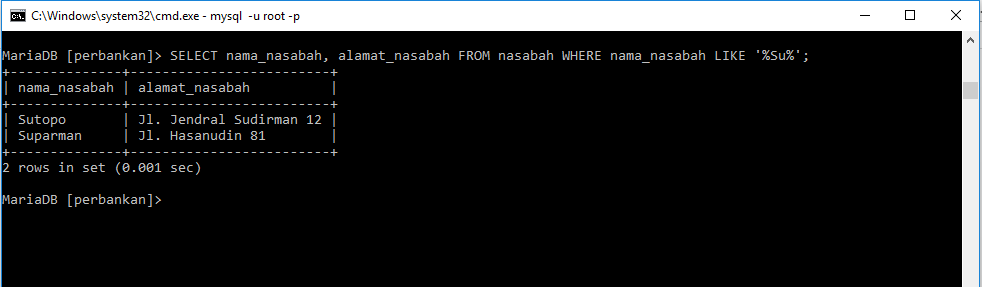 C:\Windows\system32\cmd.exe - mysql  -u root -p
MariaDB [perbankan]> SELECT nama_nasabah, alamat_nasabah FROM nasabah WHERE nama_nasabah LIKE '%Su%';
+--------------+-------------------------+
| nama_nasabah | alamat_nasabah          |
+--------------+-------------------------+
| Sutopo       | Jl. Jendral Sudirman 12 |
| Suparman     | Jl. Hasanudin 81        |
+--------------+-------------------------+
2 rows in set (0.001 sec)
MariaDB [perbankan]>